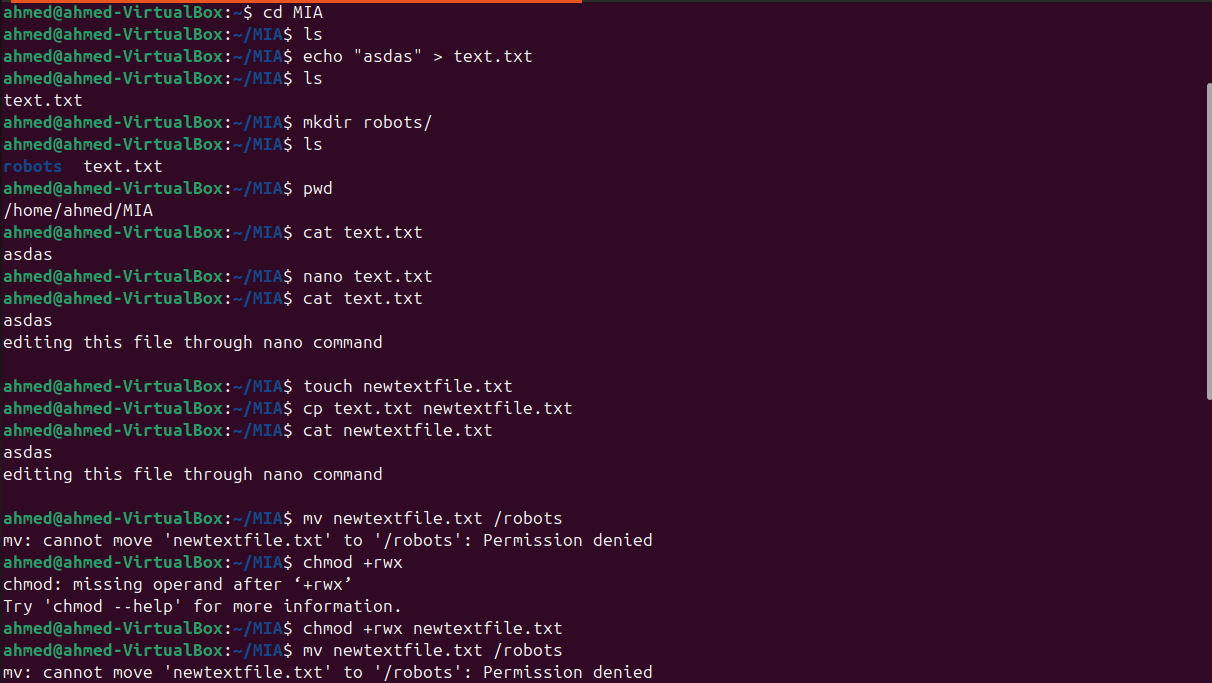 ahmed@ahmed-VirtualBox:~$ cd MIA
ahmed@ahmed-VirtualBox:~/MIA$ ls
ahmed@ahmed-VirtualBox:~/MIA$ echo "asdas" > text.txt
ahmed@ahmed-VirtualBox:~/MIA$ ls
text.txt
ahmed@ahmed-VirtualBox:~/MIA$ mkdir robots/
ahmed@ahmed-VirtualBox:~/MIA$ ls
robots  text.txt
ahmed@ahmed-VirtualBox:~/MIA$ pwd
/home/ahmed/MIA
ahmed@ahmed-VirtualBox:~/MIA$ cat text.txt
asdas
ahmed@ahmed-VirtualBox:~/MIA$ nano text.txt
ahmed@ahmed-VirtualBox:~/MIA$ cat text.txt
asdas
editing this file through nano command

ahmed@ahmed-VirtualBox:~/MIA$ touch newtextfile.txt
ahmed@ahmed-VirtualBox:~/MIA$ cp text.txt newtextfile.txt
ahmed@ahmed-VirtualBox:~/MIA$ cat newtextfile.txt
asdas
editing this file through nano command

ahmed@ahmed-VirtualBox:~/MIA$ mv newtextfile.txt /robots
mv: cannot move 'newtextfile.txt' to '/robots': Permission denied
ahmed@ahmed-VirtualBox:~/MIA$ chmod +rwx
chmod: missing operand after ‘+rwx’
Try 'chmod --help' for more information.
ahmed@ahmed-VirtualBox:~/MIA$ chmod +rwx newtextfile.txt
ahmed@ahmed-VirtualBox:~/MIA$ mv newtextfile.txt /robots
mv: cannot move 'newtextfile.txt' to '/robots': Permission denied